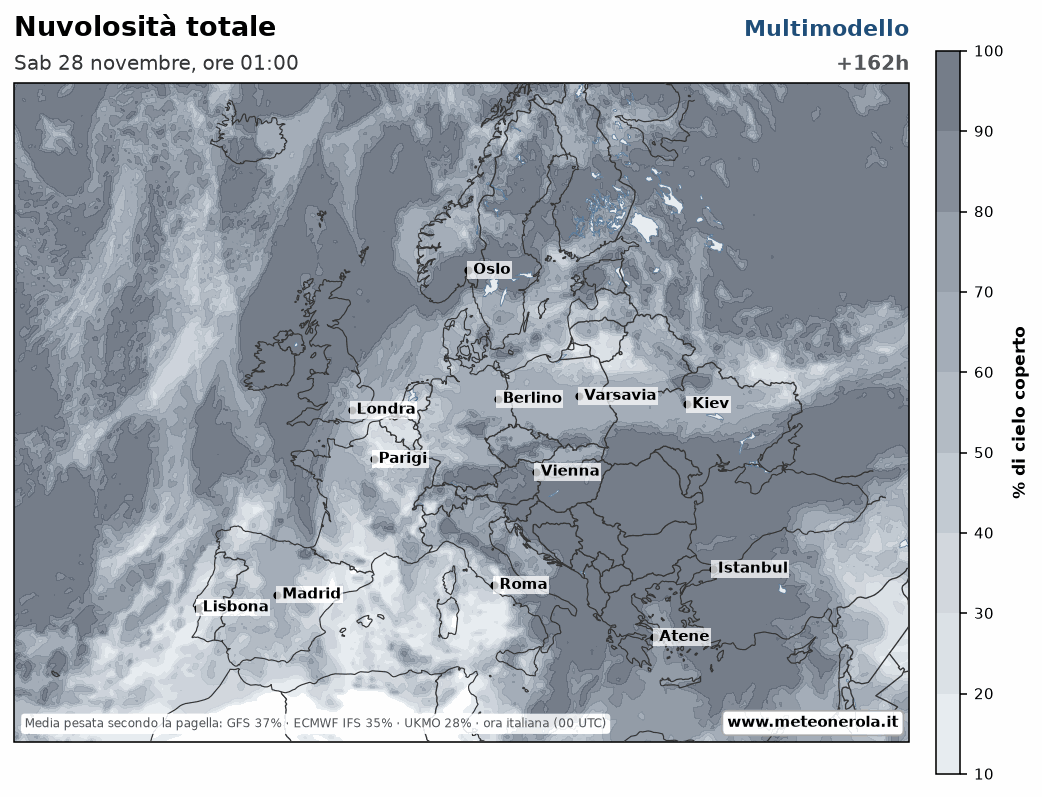 Nuvolosità totale
Multimodello
Sab 28 novembre, ore 01:00
+162h
Oslo
Londra
Berlino
Varsavia
Kiev
Parigi
Vienna
Lisbona
Madrid
Roma
Istanbul
Atene
Media pesata secondo la pagella: GFS 37% · ECMWF IFS 35% · UKMO 28% · ora italiana (00 UTC)
www.meteonerola.it
100
90
80
70
60
50
40
30
20
10
% di cielo coperto